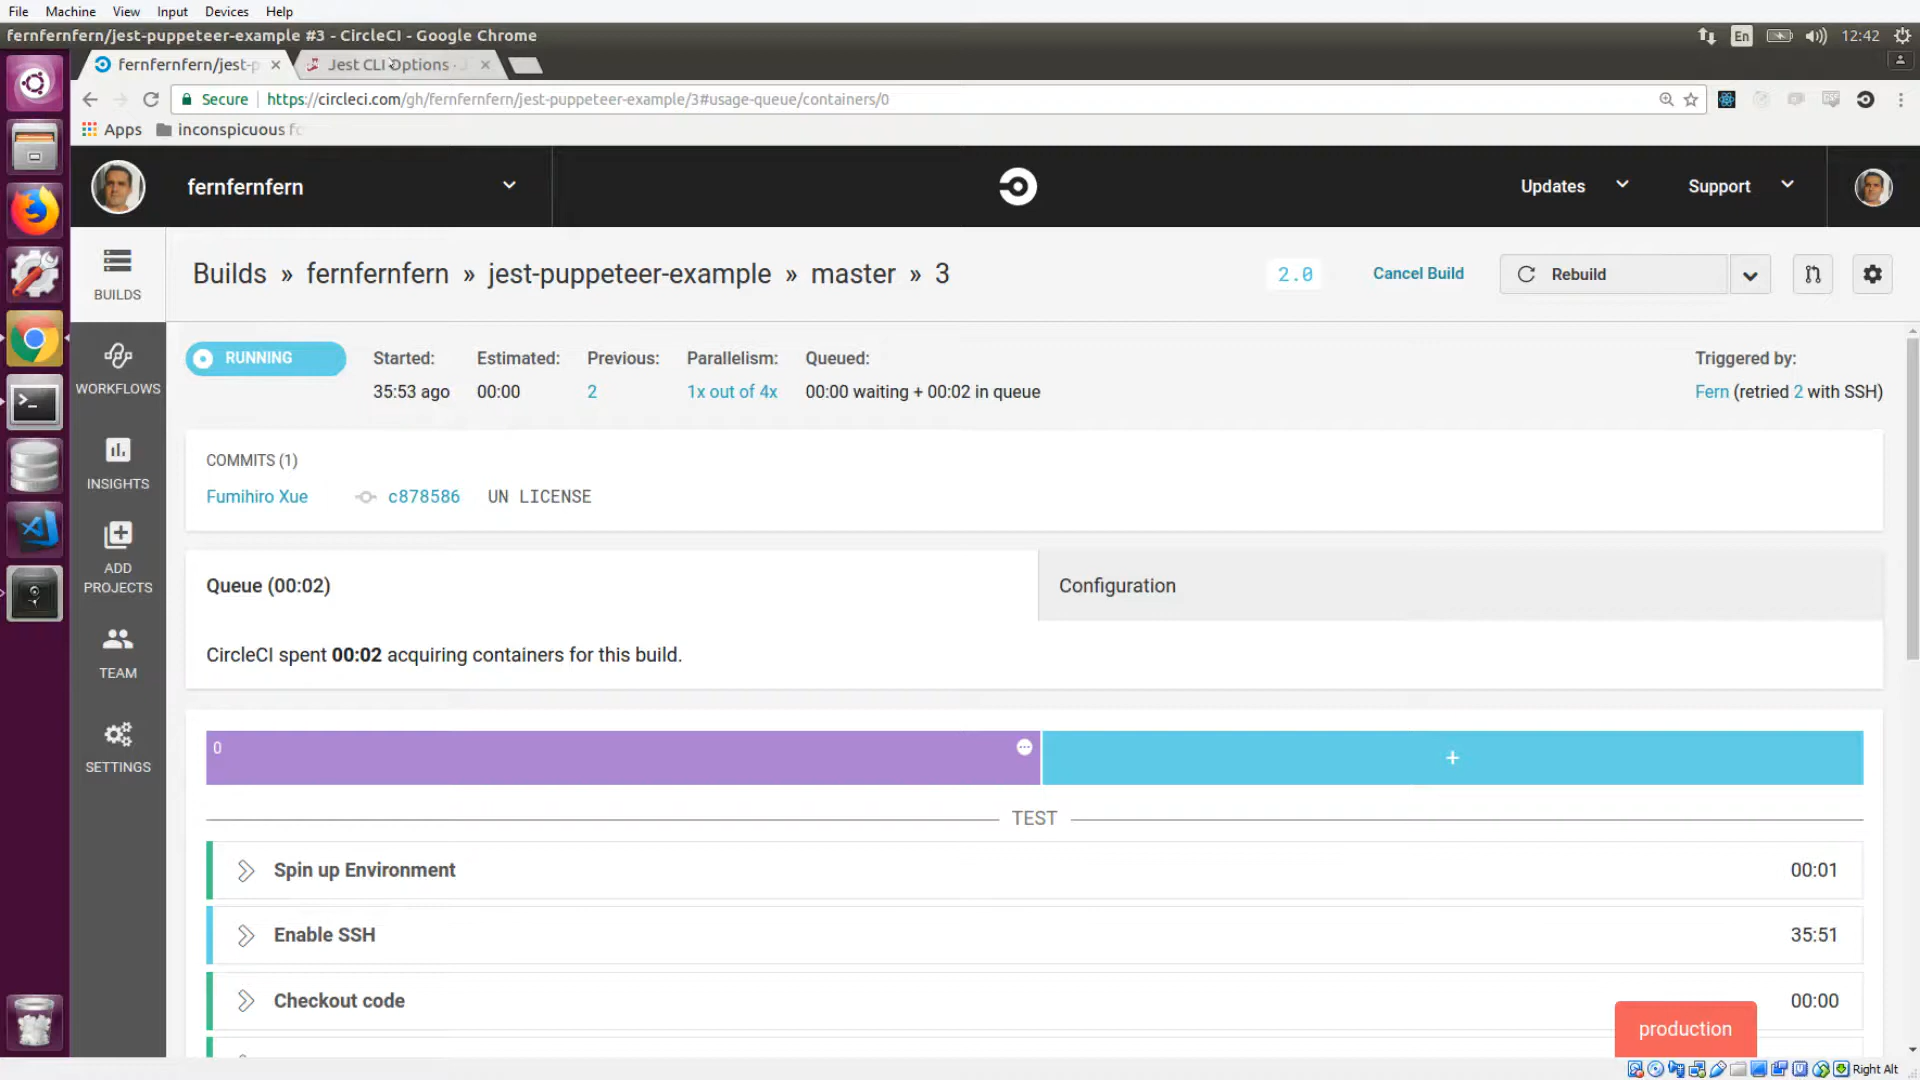 File Machine View Input Devices Help
fernfernfern/jest-puppeteer-example #3 - CircleCI - Google Chrome
En 12:42
fernfernfern/jest-p Jest CLI Options -
Secure https://circleci.com/gh/fernfernfern/jest-puppeteer-example/3#usage-queue/containers/0
Apps inconspicuous fo
fernfernfern Updates Support
BUILDS
Builds » fernfernfern » jest-puppeteer-example » master » 3 2.0 Cancel Build Rebuild
WORKFLOWS
INSIGHTS
ADD PROJECTS
TEAM
SETTINGS
RUNNING Started: Estimated: Previous: Parallelism: Queued: Triggered by:
35:53 ago 00:00 2 1x out of 4x 00:00 waiting + 00:02 in queue Fern (retried 2 with SSH)
COMMITS (1)
Fumihiro Xue c878586 UN LICENSE
Queue (00:02) Configuration
CircleCI spent 00:02 acquiring containers for this build.
0 +
TEST
Spin up Environment 00:01
Enable SSH 35:51
Checkout code 00:00
production
Right Alt